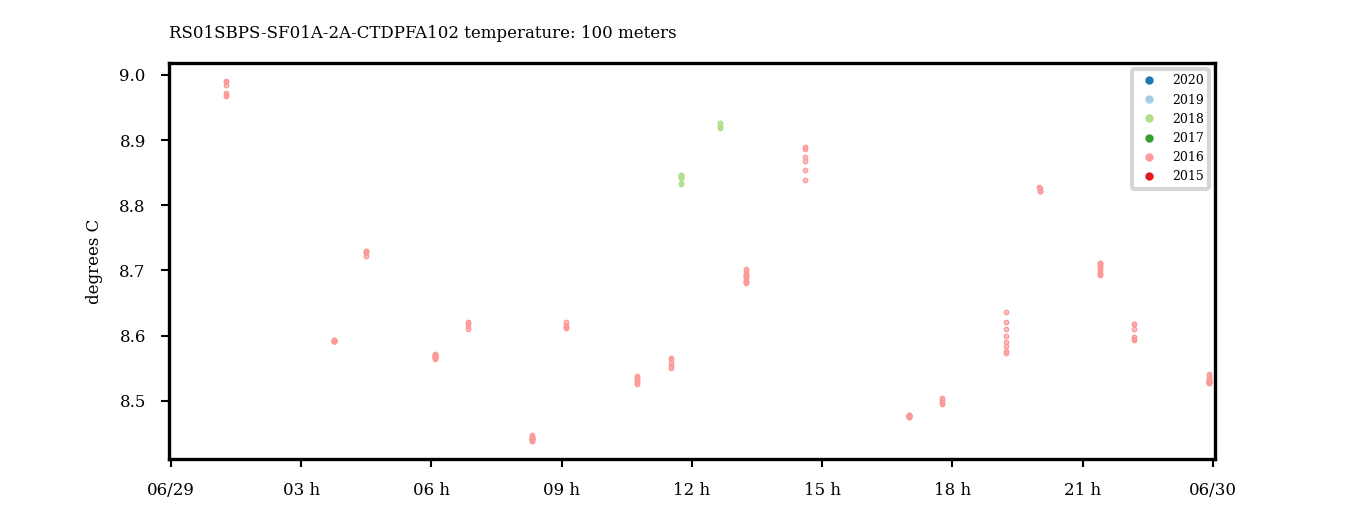 RS01SBPS-SF01A-2A-CTDPFA102 temperature: 100 meters
degrees C
9.0
8.9
8.8
8.7
8.6
8.5
06/29
03 h
06 h
09 h
12 h
15 h
18 h
21 h
06/30
2020
2019
2018
2017
2016
2015